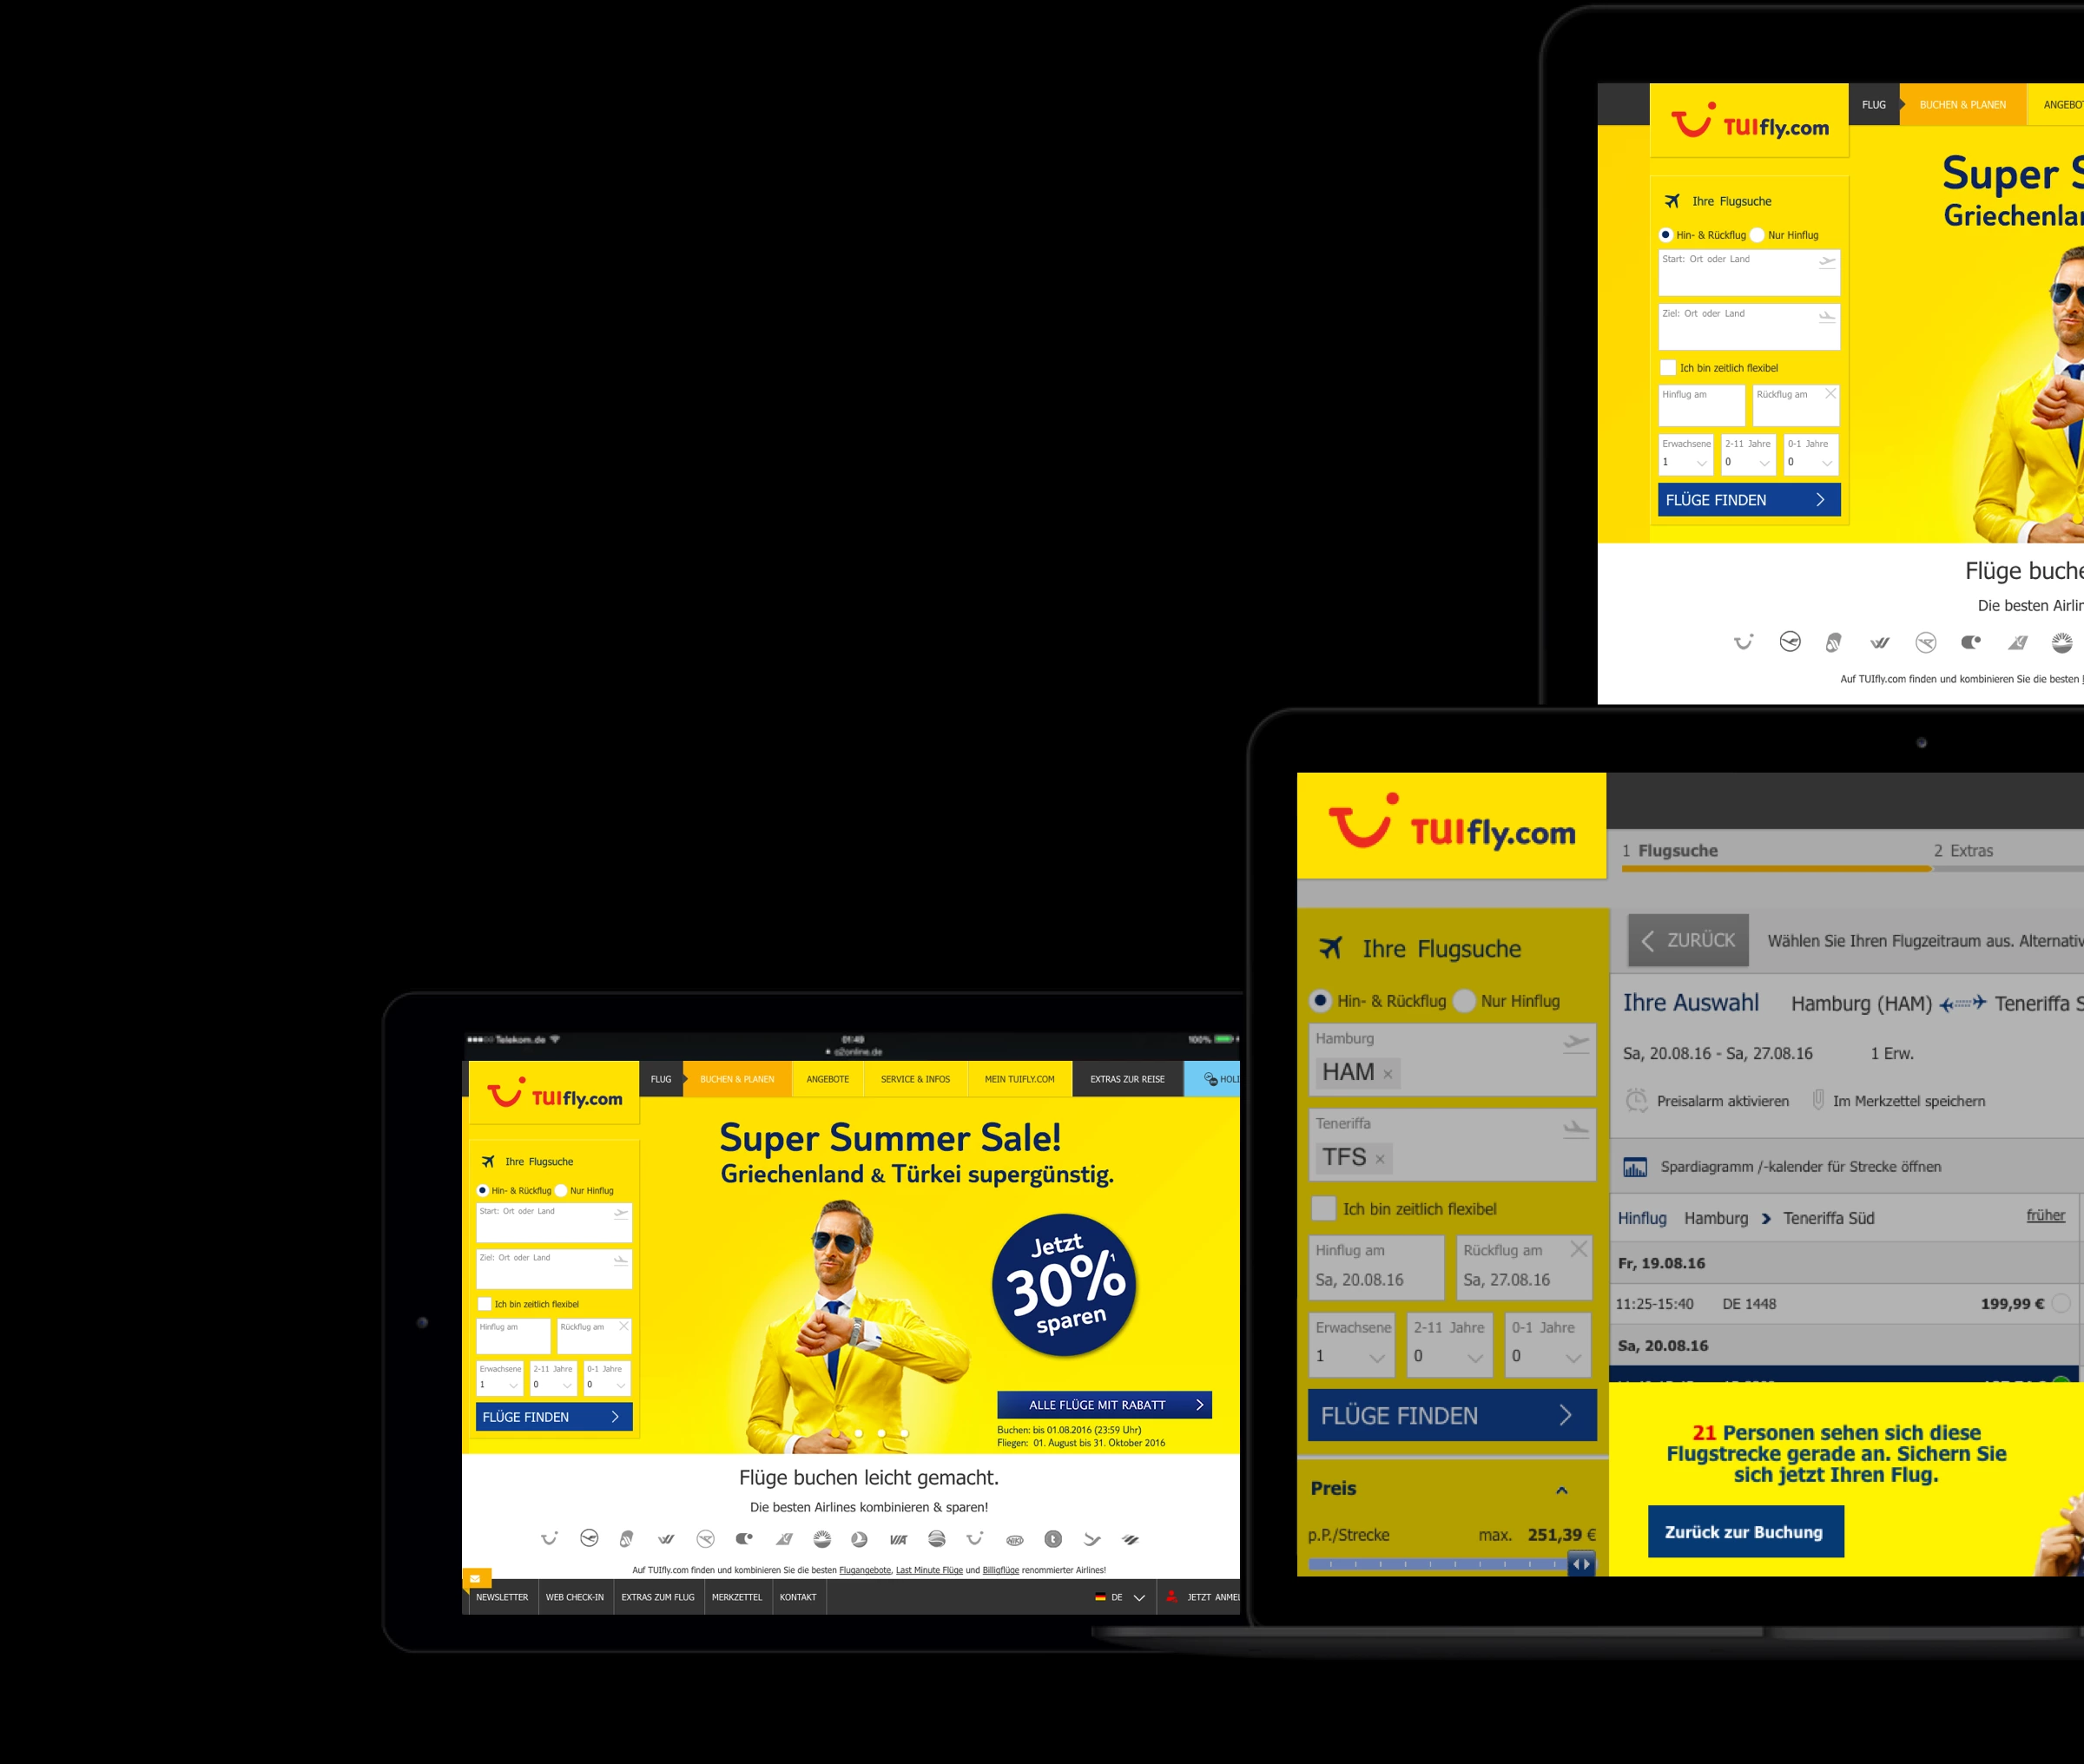 TUIfly.com
FLUG
BUCHEN & PLANEN
ANGEBO
Super S
Griechenla
Ihre Flugsuche
Hin- & Rückflug Nur Hinflug
Start: Ort oder Land
Ziel: Ort oder Land
Ich bin zeitlich flexibel
Hinflug am Rückflug am
Erwachsene 2-11 Jahre 0-1 Jahre
1 0 0
FLÜGE FINDEN
Flüge buche
Die besten Airlin
Auf TUIfly.com finden und kombinieren Sie die besten
TUIfly.com
1 Flugsuche 2 Extras
Ihre Flugsuche
Hin- & Rückflug Nur Hinflug
Hamburg
HAM ×
Teneriffa
TFS ×
Ich bin zeitlich flexibel
Hinflug am Rückflug am
Sa, 20.08.16 Sa, 27.08.16
Erwachsene 2-11 Jahre 0-1 Jahre
1 0 0
FLÜGE FINDEN
Preis
p.P./Strecke max. 251,39 €
ZURÜCK Wählen Sie Ihren Flugzeitraum aus. Alternativ
Ihre Auswahl Hamburg (HAM) Teneriffa S
Sa, 20.08.16 - Sa, 27.08.16 1 Erw.
Preisalarm aktivieren Im Merkzettel speichern
Spardiagramm /-kalender für Strecke öffnen
Hinflug Hamburg > Teneriffa Süd früher
Fr, 19.08.16
11:25-15:40 DE 1448 199,99 €
Sa, 20.08.16
21 Personen sehen sich diese
Flugstrecke gerade an. Sichern Sie
sich jetzt Ihren Flug.
Zurück zur Buchung
Telekom.de 01:49 100%
c2online.de
TUIfly.com
FLUG BUCHEN & PLANEN ANGEBOTE SERVICE & INFOS MEIN TUIFLY.COM EXTRAS ZUR REISE HOLI
Super Summer Sale!
Griechenland & Türkei supergünstig.
Ihre Flugsuche
Hin- & Rückflug Nur Hinflug
Start: Ort oder Land
Ziel: Ort oder Land
Ich bin zeitlich flexibel
Hinflug am Rückflug am
Erwachsene 2-11 Jahre 0-1 Jahre
1 0 0
FLÜGE FINDEN
Jetzt
30%¹
sparen
ALLE FLÜGE MIT RABATT
Buchen: bis 01.08.2016 (23:59 Uhr)
Fliegen: 01. August bis 31. Oktober 2016
Flüge buchen leicht gemacht.
Die besten Airlines kombinieren & sparen!
VIA
NIKI
t
Auf TUIfly.com finden und kombinieren Sie die besten Flugangebote, Last Minute Flüge und Billigflüge renommierter Airlines!
NEWSLETTER WEB CHECK-IN EXTRAS ZUM FLUG MERKZETTEL KONTAKT DE JETZT ANMEL